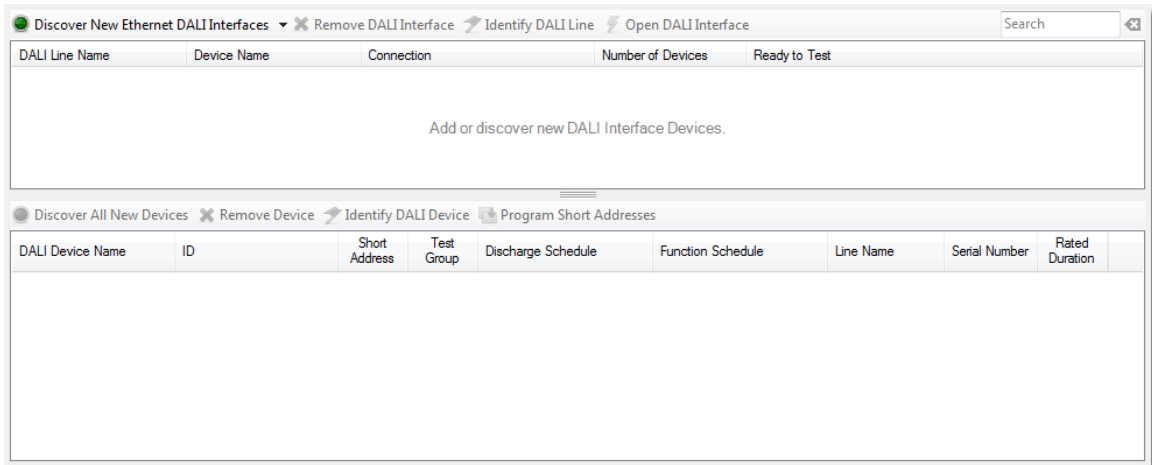 Discover New Ethernet DALI Interfaces Remove DALI Interface Identify DALI Line Open DALI Interface Search
DALI Line Name Device Name Connection Number of Devices Ready to Test
Add or discover new DALI Interface Devices.
Discover All New Devices Remove Device Identify DALI Device Program Short Addresses
DALI Device Name ID Short Address Test Group Discharge Schedule Function Schedule Line Name Serial Number Rated Duration